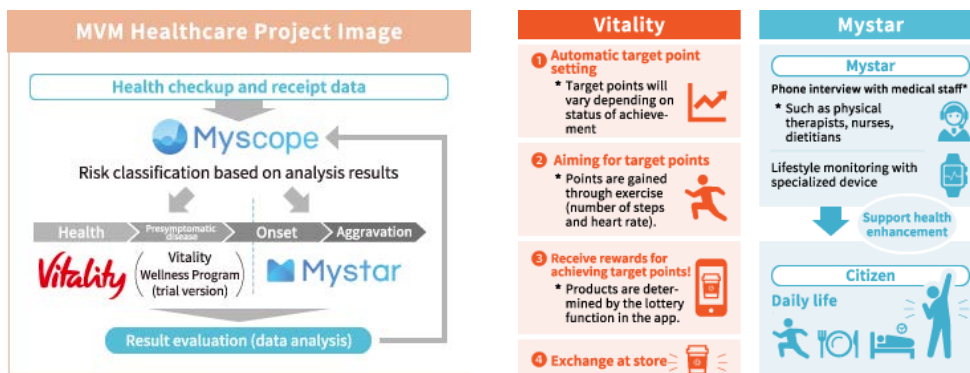 MVM Healthcare Project Image
Health checkup and receipt data
Myscope
Risk classification based on analysis results
Health
Presymptomatic
disease
Onset
Aggravation
Vitality
Vitality
Wellness Program
(trial version)
Mystar
Result evaluation (data analysis)
Vitality
1 Automatic target point
setting
* Target points will
vary depending on
status of achieve-
ment
2 Aiming for target points
* Points are gained
through exercise
(number of steps
and heart rate).
3 Receive rewards for
achieving target points!
* Products are deter-
mined by the lottery
function in the app.
4 Exchange at store
Mystar
Mystar
Phone interview with medical staff*
* Such as physical
therapists, nurses,
dietitians
Lifestyle monitoring with
specialized device
Support health
enhancement
Citizen
Daily life